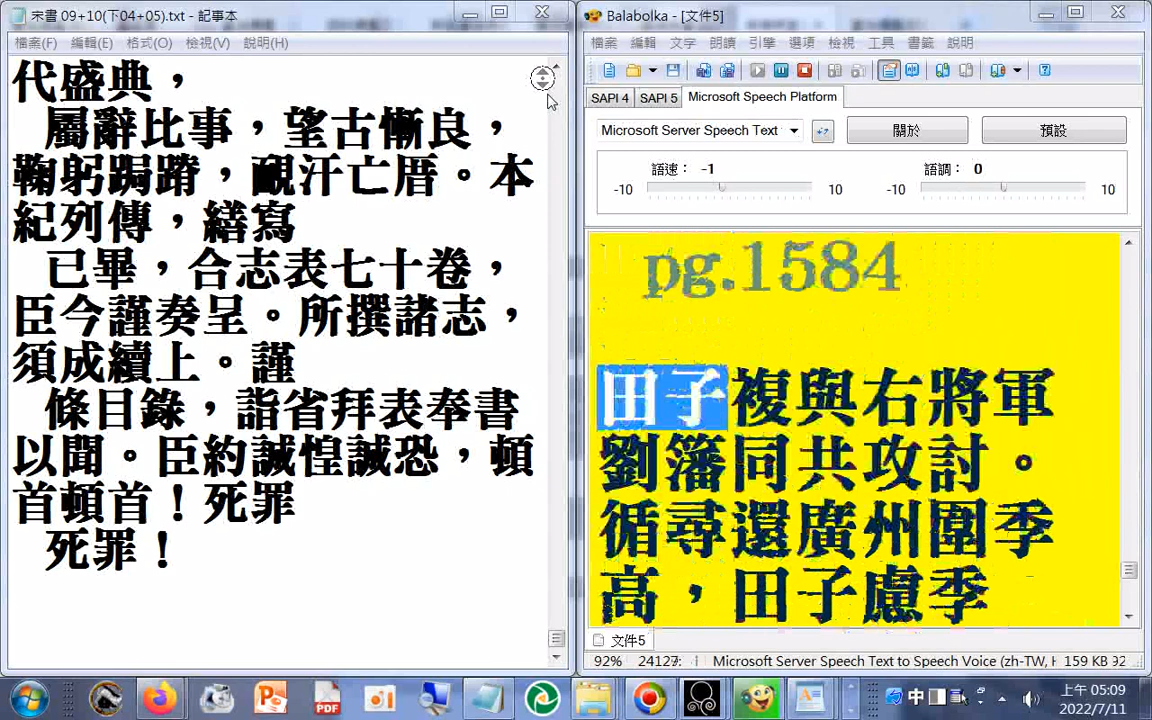 宋書 09+10(下04+05).txt - 記事本
檔案(F) 編輯(E) 格式(O) 檢視(V) 說明(H)
代盛典，
屬辭比事，望古慚良，
鞠躬跼蹐，靦汗亡厝。本
紀列傳，繕寫
已畢，合志表七十卷，
臣今謹奏呈。所撰諸志，
須成續上。謹
條目錄，詣省拜表奉書
以聞。臣約誠惶誠恐，頓
首頓首！死罪
死罪！
Balabolka - [文件5]
檔案 編輯 文字 朗讀 引擎 選項 檢視 工具 書籤 說明
SAPI 4 SAPI 5 Microsoft Speech Platform
Microsoft Server Speech Text 關於 預設
語速： -1 語調： 0
-10 10 -10 10
pg.1584
田子複與右將軍
劉藩同共攻討。
循尋還廣州圍季
高，田子慮季
文件5
92% 24127: Microsoft Server Speech Text to Speech Voice (zh-TW, H 159 KB 92
中 上午 05:09
2022/7/11